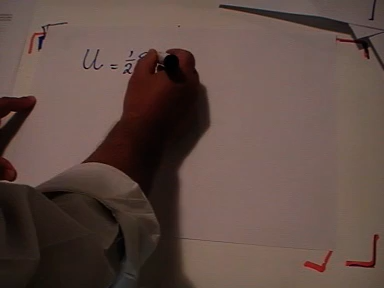 U = 1/2